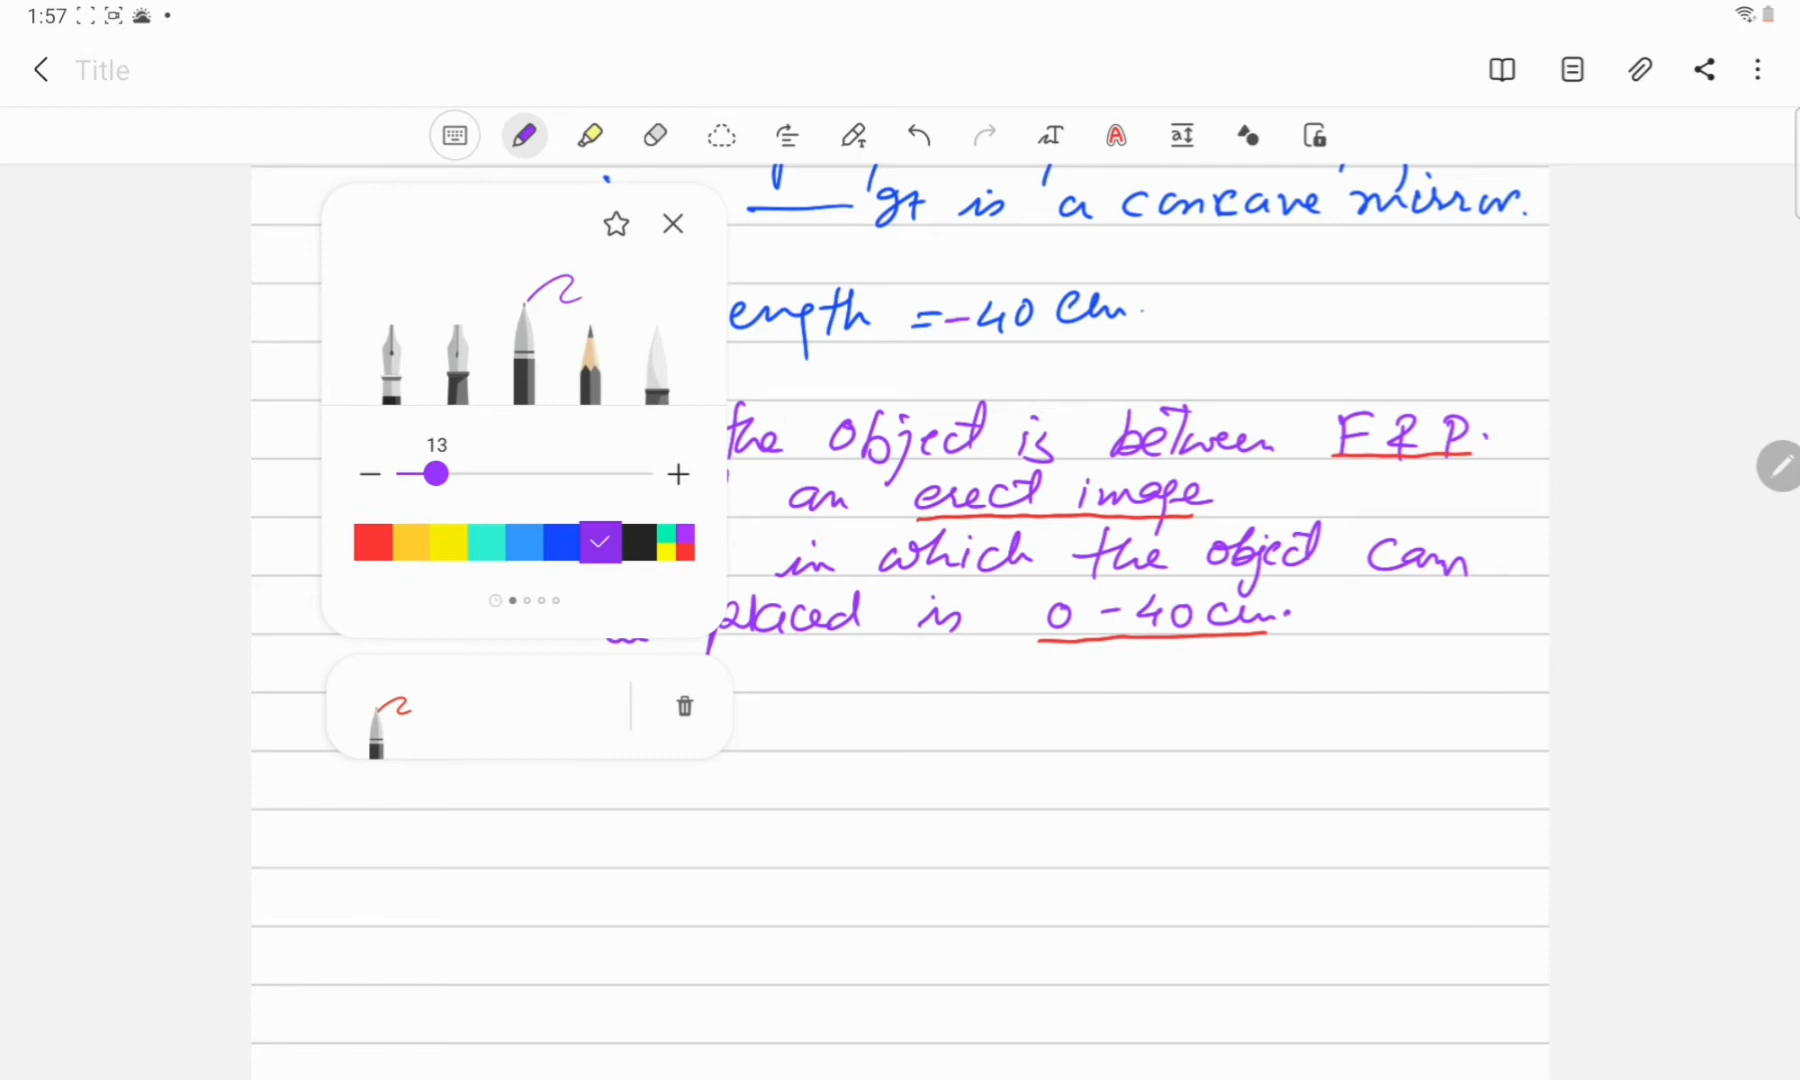 1:57
Title
It is a concave mirror.
ength = -40 cm.
the object is between F & P.
an erect image
13
in which the object can
placed is 0 - 40 cm.